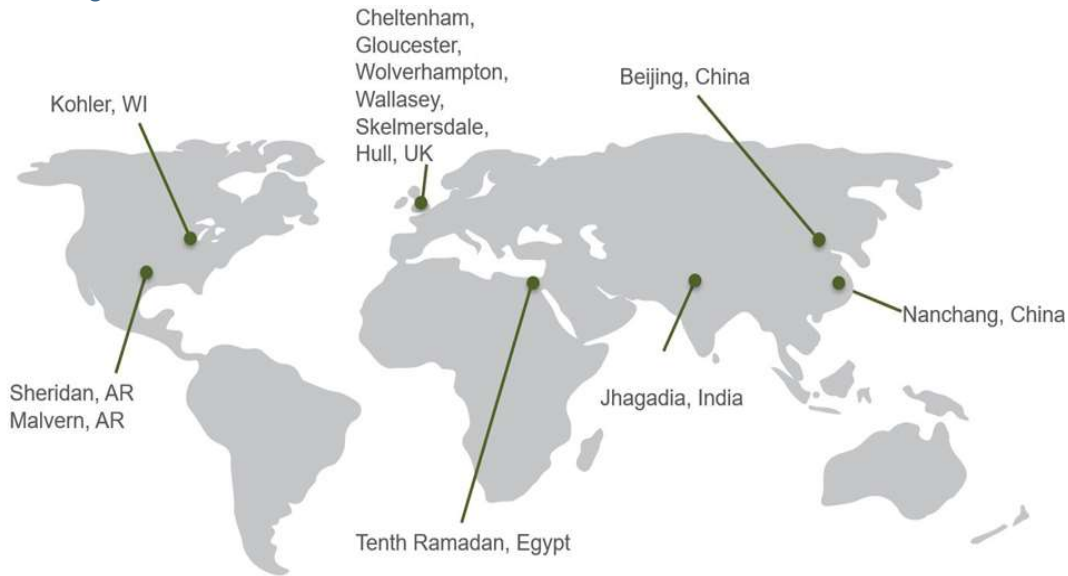 Cheltenham,
Gloucester,
Wolverhampton,
Wallasey,
Skelmersdale,
Hull, UK
Beijing, China
Kohler, WI
Nanchang, China
Sheridan, AR
Malvern, AR
Jhagadia, India
Tenth Ramadan, Egypt